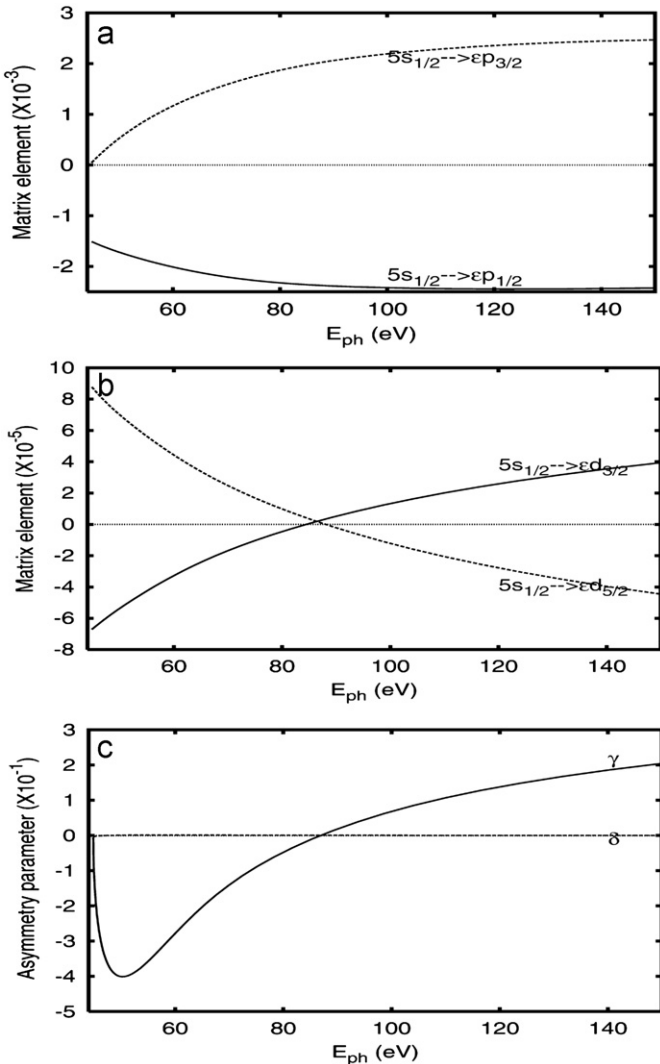 a
3
2
1
0
-1
-2
Matrix element (X10-3)
5s1/2-->εp3/2
5s1/2-->εp1/2
60 80 100 120 140
Eph (eV)
b
10
8
6
4
2
0
-2
-4
-6
-8
Matrix element (X10-5)
5s1/2-->εd3/2
5s1/2-->εd5/2
60 80 100 120 140
Eph (eV)
c
3
2
1
0
-1
-2
-3
-4
-5
Asymmetry parameter (X10-1)
γ
δ
60 80 100 120 140
Eph (eV)